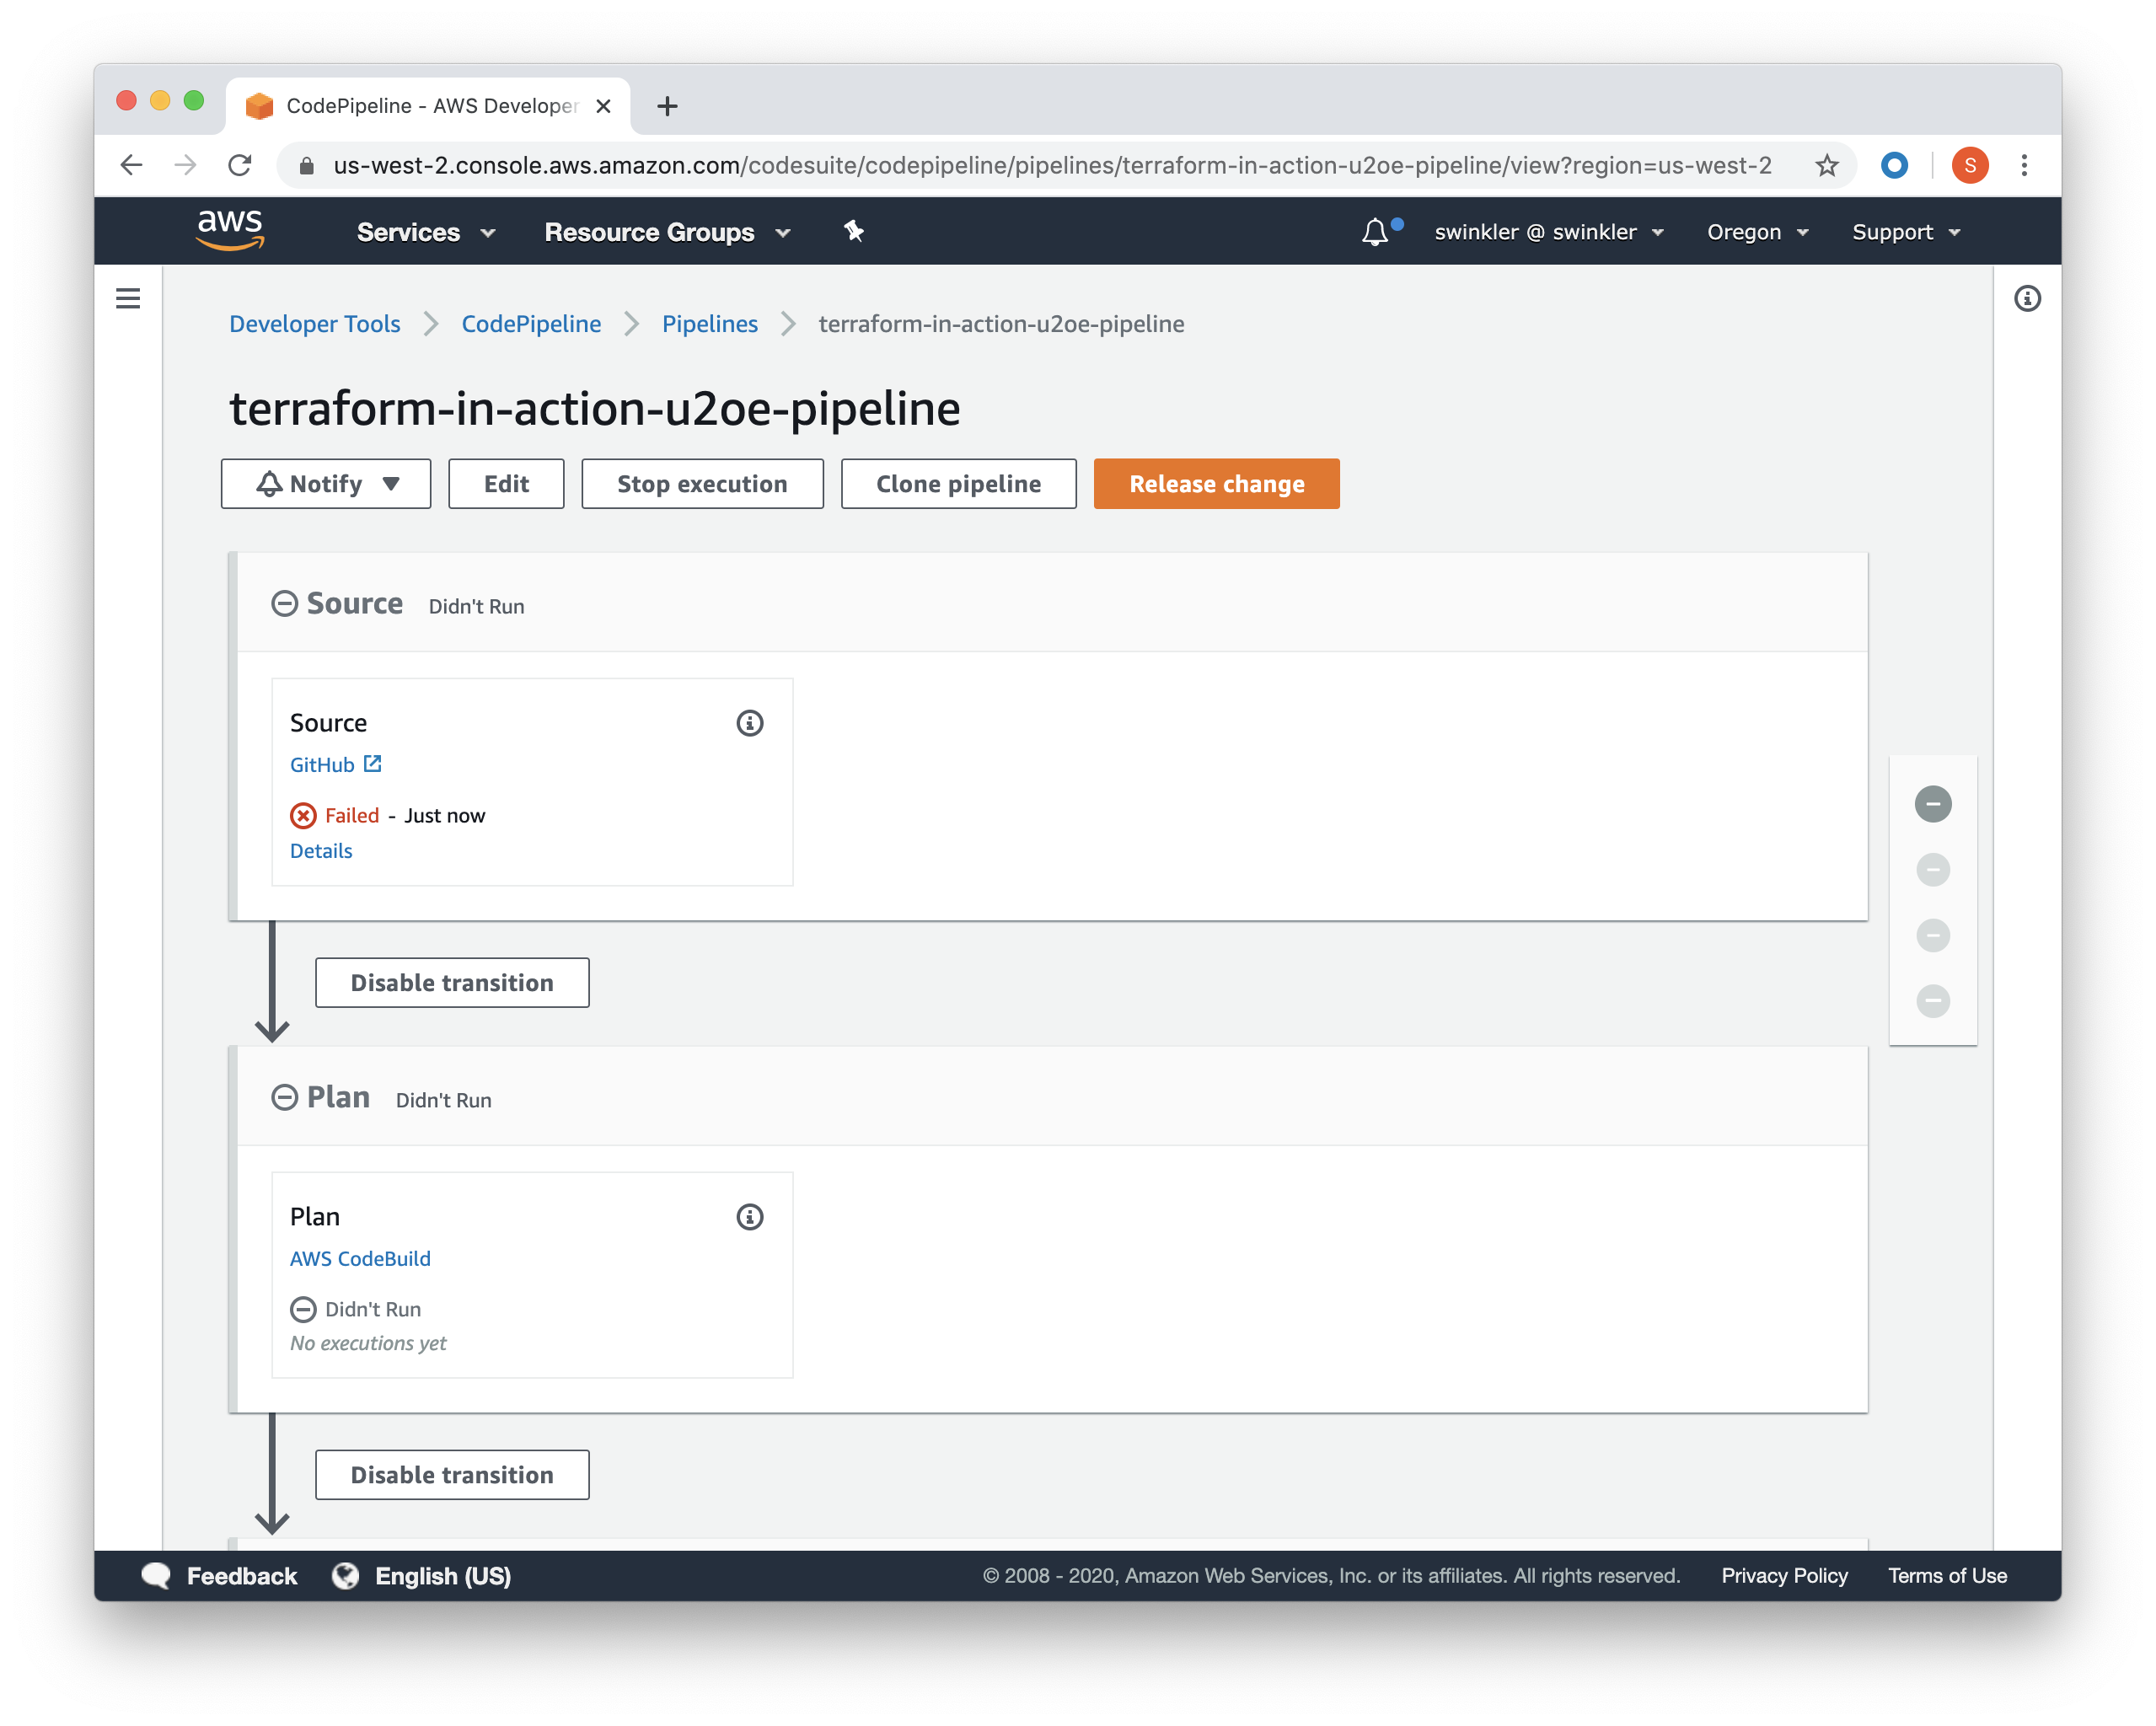 CodePipeline - AWS Developer
us-west-2.console.aws.amazon.com/codesuite/codepipeline/pipelines/terraform-in-action-u2oe-pipeline/view?region=us-west-2
S
aws
Services
Resource Groups
swinkler @ swinkler
Oregon
Support
Developer Tools
CodePipeline
Pipelines
terraform-in-action-u2oe-pipeline
terraform-in-action-u2oe-pipeline
Notify
Edit
Stop execution
Clone pipeline
Release change
Source Didn't Run
Source
GitHub
Failed - Just now
Details
Disable transition
Plan Didn't Run
Plan
AWS CodeBuild
Didn't Run
No executions yet
Disable transition
Feedback
English (US)
© 2008 - 2020, Amazon Web Services, Inc. or its affiliates. All rights reserved.
Privacy Policy
Terms of Use